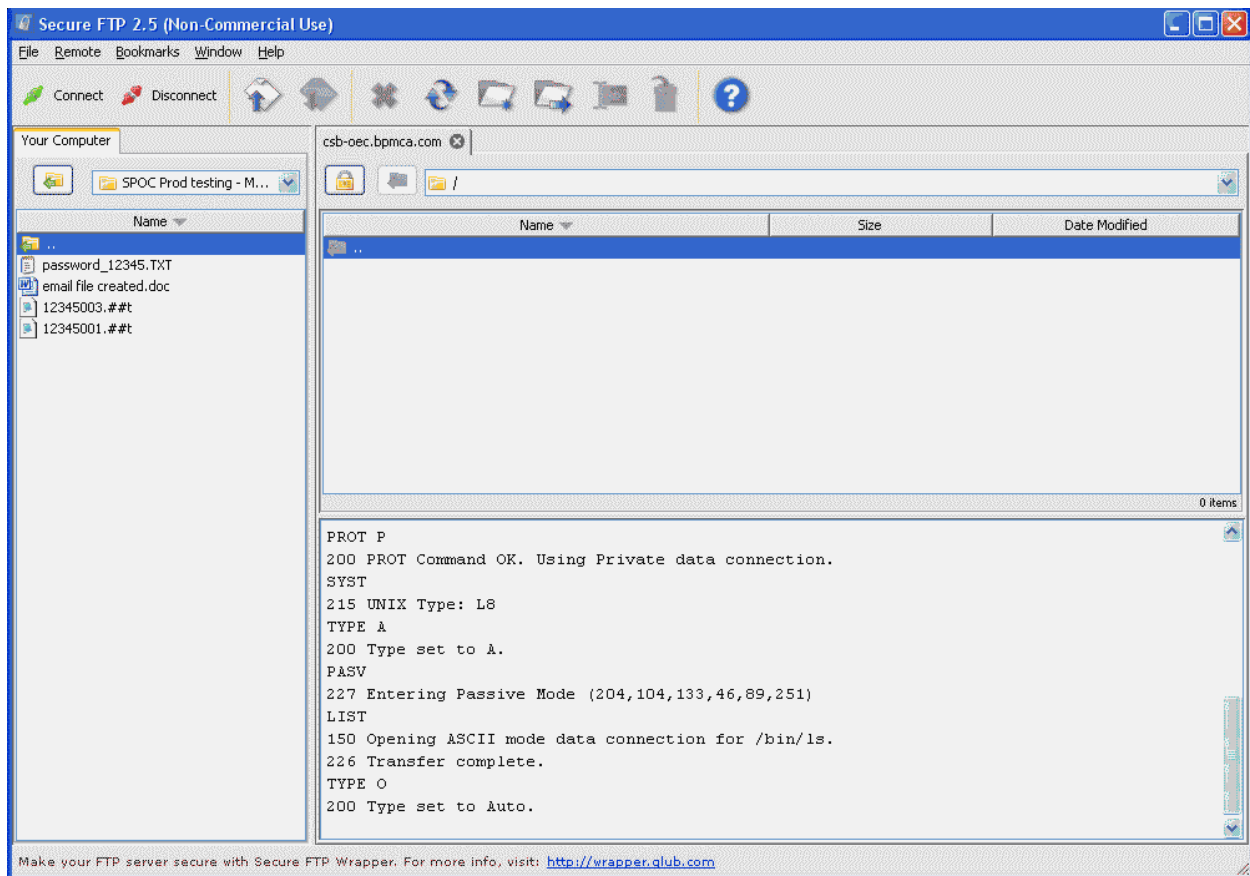 Secure FTP 2.5 (Non-Commercial Use)
File Remote Bookmarks Window Help
Connect Disconnect
Your Computer
SPOC Prod testing - M...
Name
..
password_12345.TXT
email file created.doc
12345003.##t
12345001.##t
csb-oec.bpmca.com
/
Name Size Date Modified
..
0 items
PROT P
200 PROT Command OK. Using Private data connection.
SYST
215 UNIX Type: L8
TYPE A
200 Type set to A.
PASV
227 Entering Passive Mode (204,104,133,46,89,251)
LIST
150 Opening ASCII mode data connection for /bin/ls.
226 Transfer complete.
TYPE O
200 Type set to Auto.
Make your FTP server secure with Secure FTP Wrapper. For more info, visit: http://wrapper.glub.com